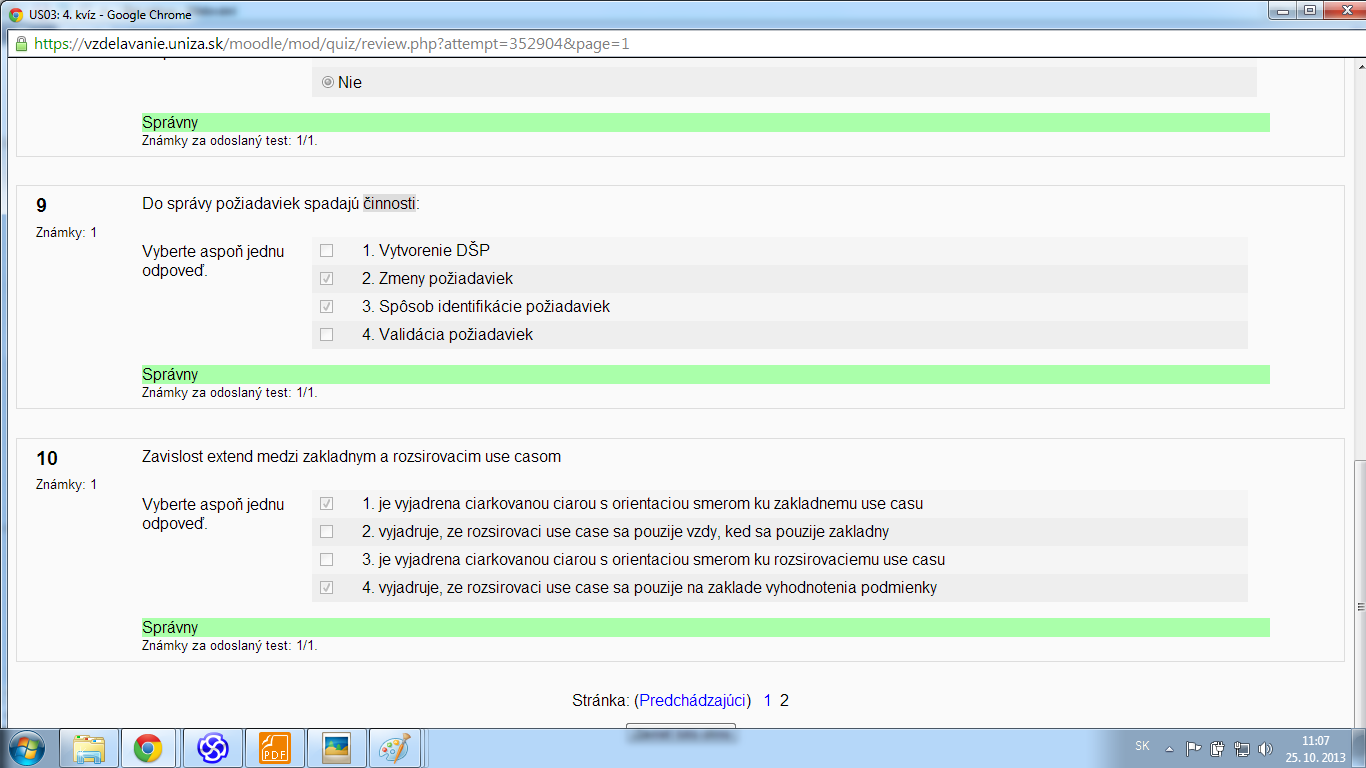 US03: 4. kvíz - Google Chrome
https://vzdelavanie.uniza.sk/moodle/mod/quiz/review.php?attempt=352904&page=1
Nie
Správny
Známky za odoslaný test: 1/1.
9
Do správy požiadaviek spadajú činnosti:
Známky: 1
Vyberte aspoň jednu
odpoveď.
1. Vytvorenie DŠP
2. Zmeny požiadaviek
3. Spôsob identifikácie požiadaviek
4. Validácia požiadaviek
Správny
Známky za odoslaný test: 1/1.
10
Zavislost extend medzi zakladnym a rozsirovacim use casom
Známky: 1
Vyberte aspoň jednu
odpoveď.
1. je vyjadrena ciarkovanou ciarou s orientaciou smerom ku zakladnemu use casu
2. vyjadruje, ze rozsirovaci use case sa pouzije vzdy, ked sa pouzije zakladny
3. je vyjadrena ciarkovanou ciarou s orientaciou smerom ku rozsirovaciemu use casu
4. vyjadruje, ze rozsirovaci use case sa pouzije na zaklade vyhodnotenia podmienky
Správny
Známky za odoslaný test: 1/1.
Stránka: (Predchádzajúci) 1 2
PDF
SK
11:07
25. 10. 2013